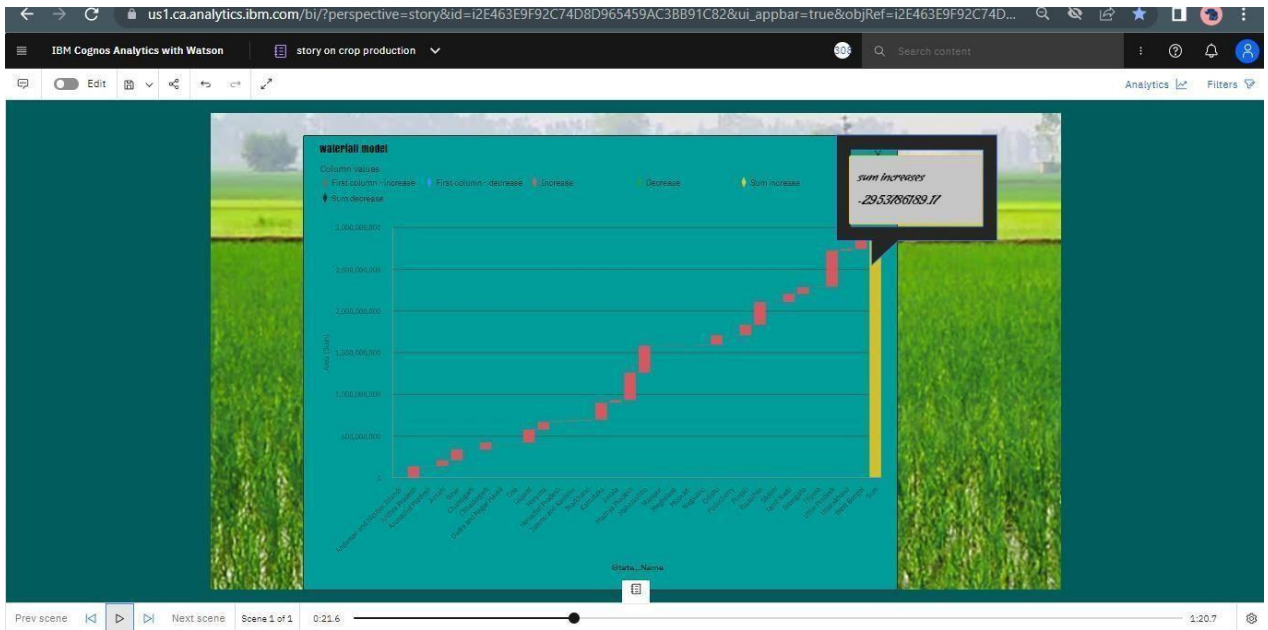 us1.ca.analytics.ibm.com/bi/?perspective=story&id=i2E463E9F92C74D8D965459AC3BB91C82&ui_appbar=true&objRef=i2E463E9F92C74D...
IBM Cognos Analytics with Watson
story on crop production
308
Search content
Edit
Analytics
Filters
waterfall model
Column values
First column - increase
First column - decrease
Increase
Decrease
Sum increase
Sum decrease
sum increases
-2953786189.17
3,000,000,000
2,500,000,000
2,000,000,000
1,500,000,000
1,000,000,000
500,000,000
0
Area (Sum)
Andaman and Nicobar Islands
Andhra Pradesh
Arunachal Pradesh
Assam
Bihar
Chandigarh
Chhattisgarh
Dadra and Nagar Haveli
Goa
Gujarat
Haryana
Himachal Pradesh
Jammu and Kashmir
Jharkhand
Karnataka
Kerala
Madhya Pradesh
Maharashtra
Manipur
Meghalaya
Mizoram
Nagaland
Odisha
Puducherry
Punjab
Rajasthan
Sikkim
Tamil Nadu
Telangana
Tripura
Uttar Pradesh
Uttarakhand
West Bengal
Sum
State_Name
Prev scene
Next scene
Scene 1 of 1
0:21.6
1:20.7